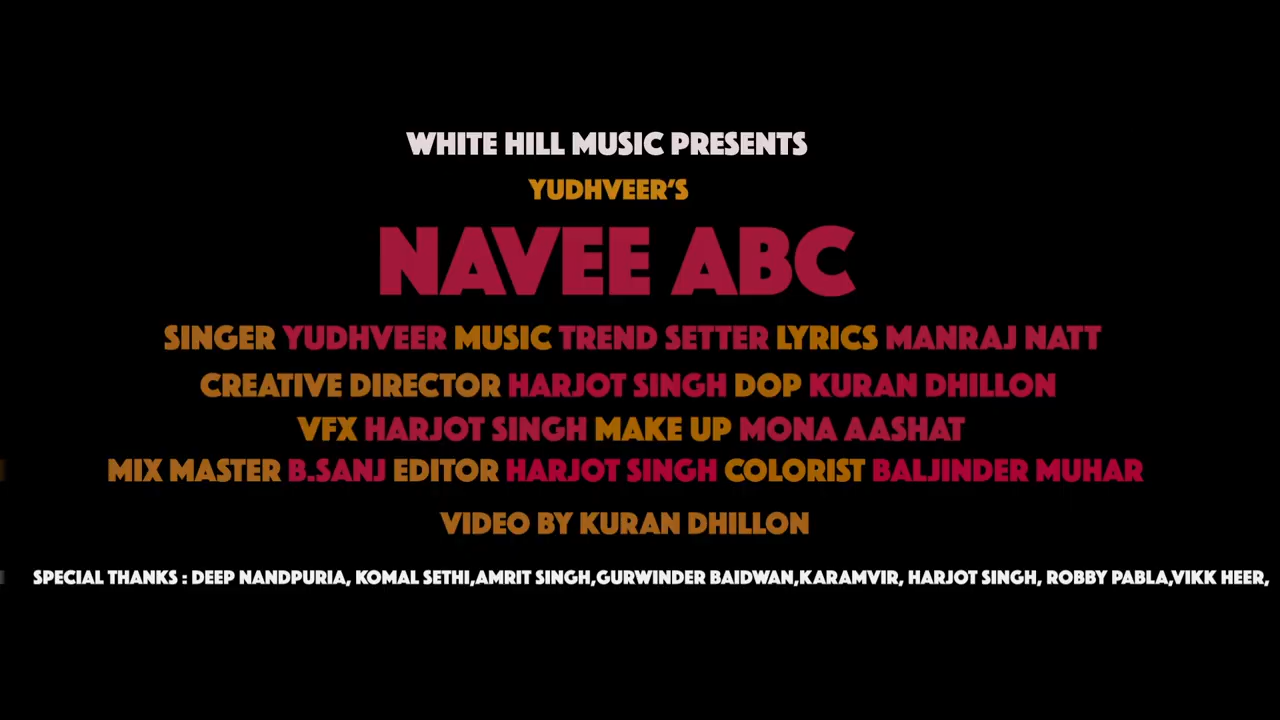 WHITE HILL MUSIC PRESENTS
YUDHVEER'S
NAVEE ABC
SINGER YUDHVEER MUSIC TREND SETTER LYRICS MANRAJ NATT
CREATIVE DIRECTOR HARJOT SINGH DOP KURAN DHILLON
VFX HARJOT SINGH MAKE UP MONA AASHAT
MIX MASTER B.SANJ EDITOR HARJOT SINGH COLORIST BALJINDER MUHAR
VIDEO BY KURAN DHILLON
SPECIAL THANKS : DEEP NANDPURIA, KOMAL SETHI,AMRIT SINGH,GURWINDER BAIDWAN,KARAMVIR, HARJOT SINGH, ROBBY PABLA,VIKK HEER,